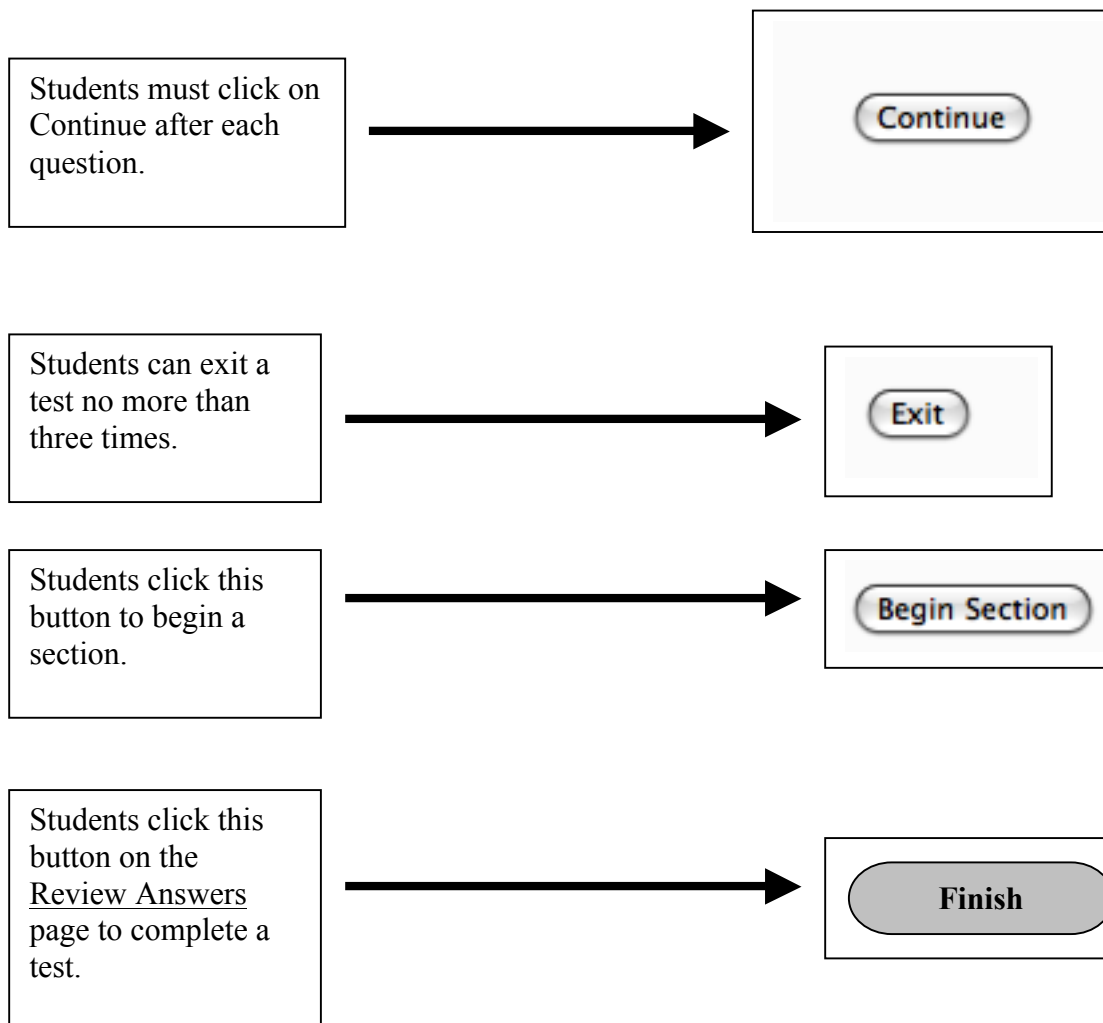 Students must click on
Continue after each
question.
Continue
Students can exit a
test no more than
three times.
Exit
Students click this
button to begin a
section.
Begin Section
Students click this
button on the
Review Answers
page to complete a
test.
Finish